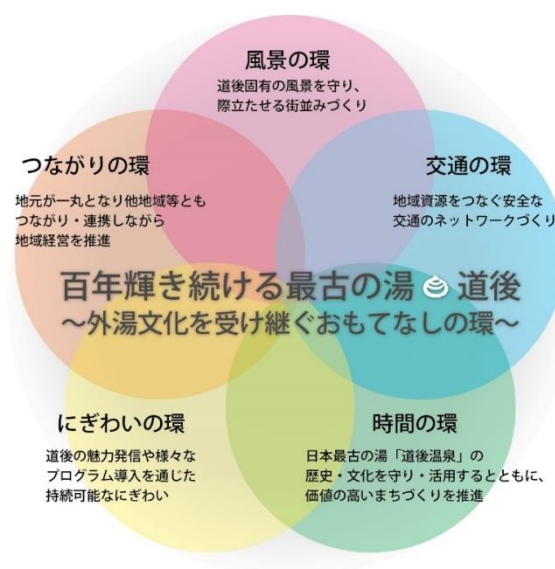 風景の環
道後固有の風景を守り、
際立たせる街並みづくり
つながりの環
地元が一丸となり他地域等とも
つながり・連携しながら
地域経営を推進
交通の環
地域資源をつなぐ安全な
交通のネットワークづくり
百年輝き続ける最古の湯 道後
～外湯文化を受け継ぐおもてなしの環～
にぎわいの環
道後の魅力発信や様々な
プログラム導入を通じた
持続可能なにぎわい
時間の環
日本最古の湯「道後温泉」の
歴史・文化を守り・活用するとともに、
価値の高いまちづくりを推進